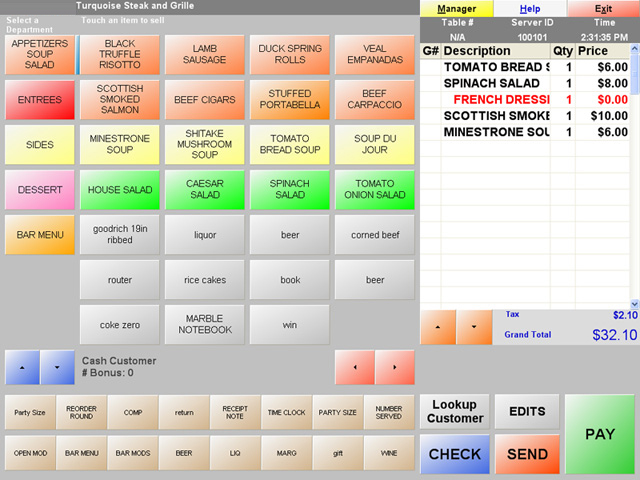 Turquoise Steak and Grille
Select a
Department
Touch an item to sell
Manager
Help
Exit
Table #
Server ID
Time
N/A
100101
2:31:35 PM
APPETIZERS
SOUP
SALAD
BLACK
TRUFFLE
RISOTTO
LAMB
SAUSAGE
DUCK SPRING
ROLLS
VEAL
EMPANADAS
ENTREES
SCOTTISH
SMOKED
SALMON
BEEF CIGARS
STUFFED
PORTABELLA
BEEF
CARPACCIO
SIDES
MINESTRONE
SOUP
SHITAKE
MUSHROOM
SOUP
TOMATO
BREAD SOUP
SOUP DU
JOUR
DESSERT
HOUSE SALAD
CAESAR
SALAD
SPINACH
SALAD
TOMATO
ONION SALAD
BAR MENU
goodrich 19in
ribbed
liquor
beer
corned beef
router
rice cakes
book
beer
coke zero
MARBLE
NOTEBOOK
win
G# Description Qty Price
TOMATO BREAD S 1 $6.00
SPINACH SALAD 1 $8.00
FRENCH DRESSI 1 $0.00
SCOTTISH SMOKE 1 $10.00
MINESTRONE SOU 1 $6.00
Tax $2.10
Grand Total $32.10
Cash Customer
# Bonus: 0
Party Size
REORDER
ROUND
COMP
return
RECEIPT
NOTE
TIME CLOCK
PARTY SIZE
NUMBER
SERVED
OPEN MOD
BAR MENU
BAR MODS
BEER
LIQ
MARG
gift
WINE
Lookup
Customer
EDITS
PAY
CHECK
SEND